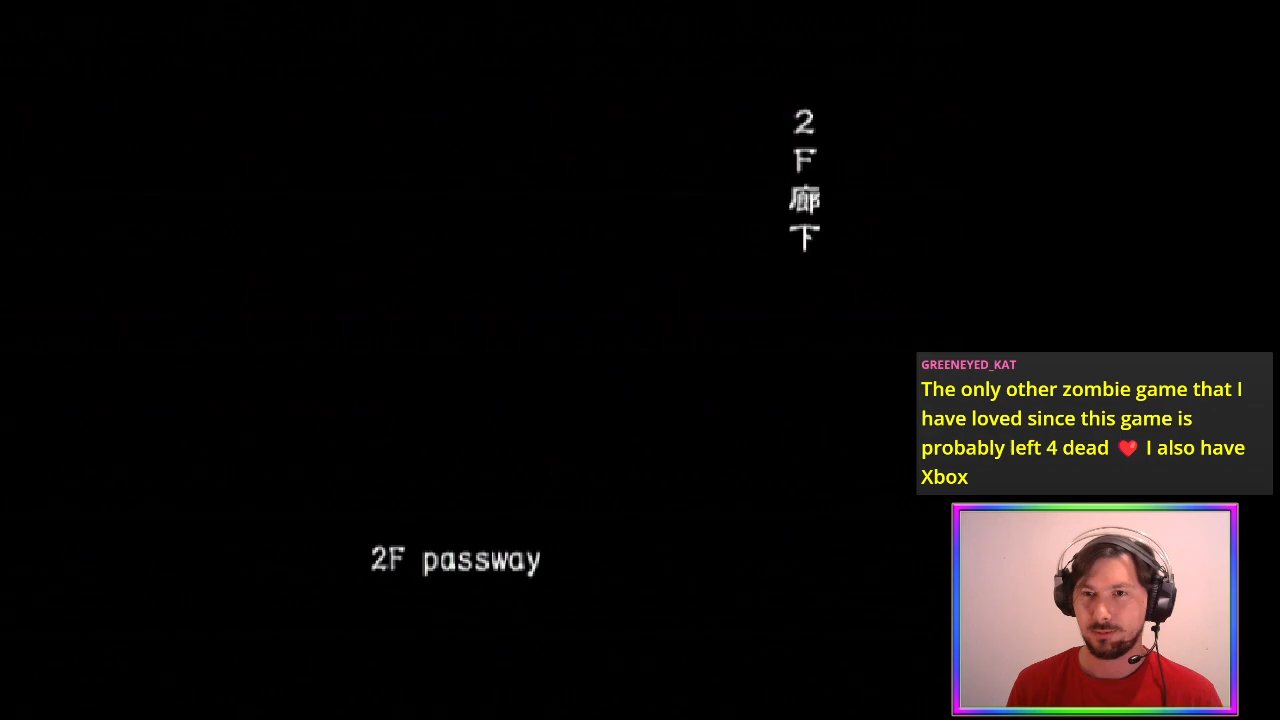 2F廊下
GREENEYED_KAT
The only other zombie game that I
have loved since this game is
probably left 4 dead ❤️ I also have
Xbox
2F passway